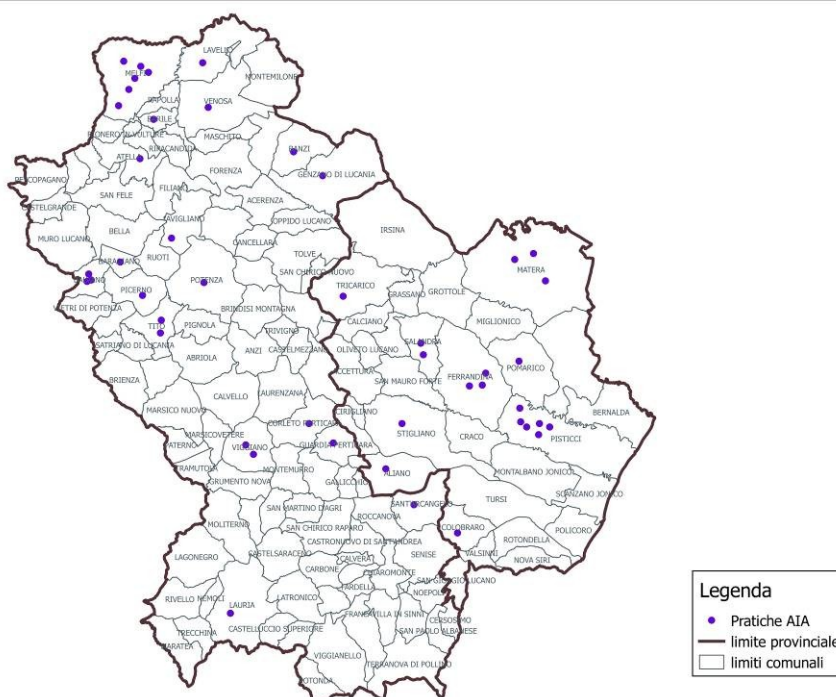 LAVELLO
MELFI
MONTEMILONE
RAPOLLA
VENOSA
BARILE
RIONERO IN VULTURE
MASCHITO
RIPACANDIDA
ATELLA
BANZI
GENZANO DI LUCANIA
FORENZA
PESCOPAGANO
FILIANO
SAN FELE
ACERENZA
CASTELGRANDE
OPPIDO LUCANO
AVIGLIANO
BELLA
IRSINA
MURO LUCANO
CANCELLARA
RUOTI
TOLVE
BARAGIANO
MATERA
SAN CHIRICO NUOVO
POTENZA
TRICARICO
PICERNO
GRASSANO
GROTTOLE
VIETRI DI POTENZA
BRINDISI MONTAGNA
CALCIANO
MIGLIONICO
TITO
PIGNOLA
TRIVIGNO
SATRIANO DI LUCANIA
SALANDRA
OLIVETO LUCANO
ANZI
CASTELMEZZANO
ABRIOLA
POMARICO
ACCETTURA
FERRANDINA
BRIENZA
SAN MAURO FORTE
CALVELLO
LAURENZANA
MARSICO NUOVO
CIRIGLIANO
BERNALDA
CORLETO PERTICARA
STIGLIANO
MARSICOVETERE
CRACO
PISTICCI
PATERNO
VIGGIANO
GUARDIA PERTICARA
TRAMUTOLA
MONTEMURRO
ALIANO
MONTALBANO JONICO
GRUMENTO NOVA
GALLICCHIO
SCANZANO JONICO
TURSI
SAN MARTINO D'AGRI
SANT'ARCANGELO
ROCCANOVA
MOLITERNO
SAN CHIRICO RAPARO
COLOBRARO
POLICORO
CASTRONUOVO DI SANT'ANDREA
ROTONDELLA
LAGONEGRO
CASTELSARACENO
SENISE
VALSINNI
CALVERA
NOVA SIRI
CARBONE
CHIAROMONTE
SAN GIORGIO LUCANO
FARDELLA
NOEPOLI
RIVELLO
NEMOLI
LATRONICO
LAURIA
FRANCAVILLA IN SINNI
CERSOSIMO
TRECCHINA
CASTELLUCCIO SUPERIORE
SAN PAOLO ALBANESE
MARATEA
VIGGIANELLO
TERRANOVA DI POLLINO
ROTONDA
Legenda
Pratiche AIA
limite provinciale
limiti comunali